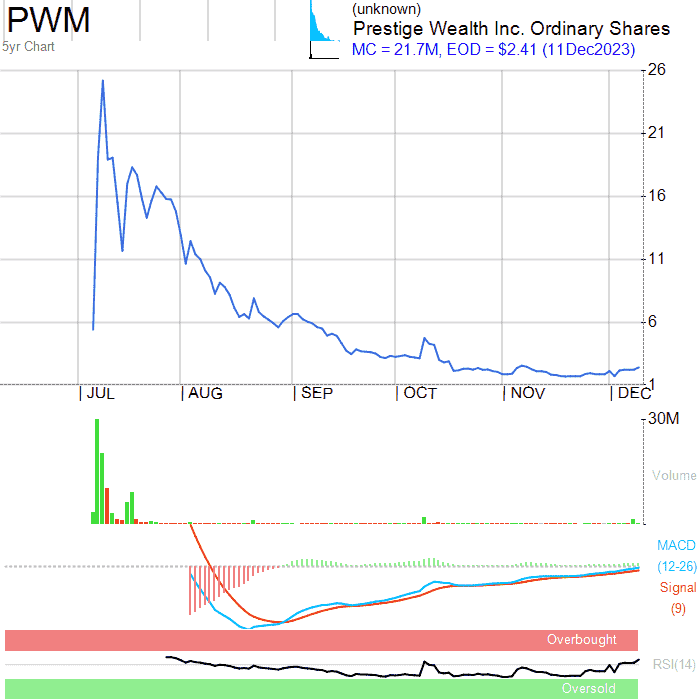 PWM
5yr Chart
(unknown)
Prestige Wealth Inc. Ordinary Shares
MC = 21.7M, EOD = $2.41 (11Dec2023)
26
21
16
11
6
1
JUL AUG SEP OCT NOV DEC
30M
Volume
MACD
(12-26)
Signal
(9)
Overbought
RSI(14)
Oversold